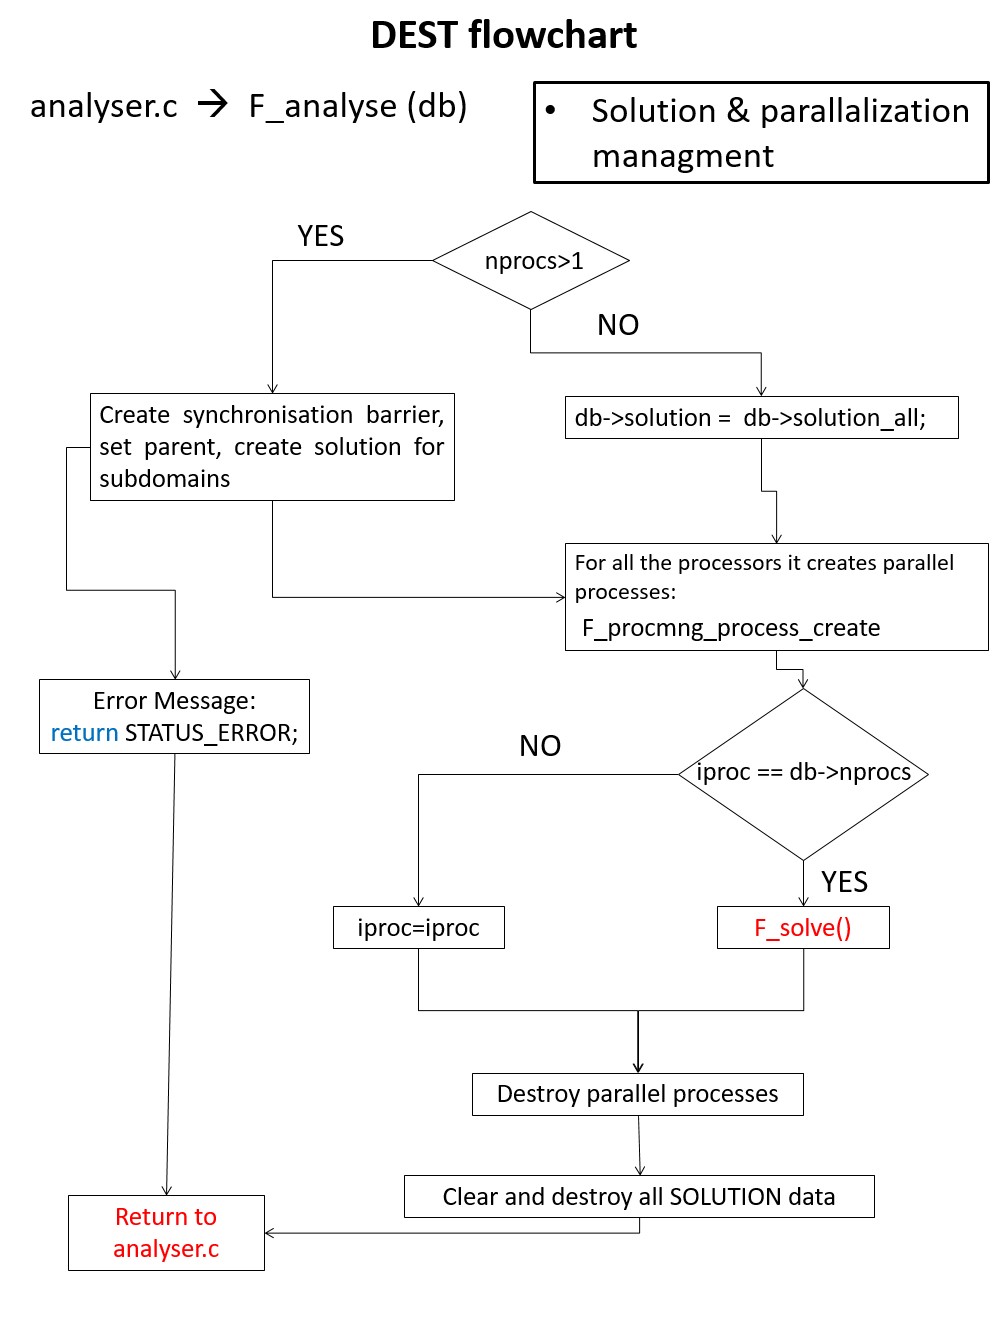 DEST flowchart
analyser.c → F_analyse (db)
• Solution & parallalization
managment
YES
nprocs>1
NO
Create synchronisation barrier,
set parent, create solution for
subdomains
db->solution = db->solution_all;
For all the processors it creates parallel
processes:
F_procmng_process_create
Error Message:
return STATUS_ERROR;
NO
iproc == db->nprocs
YES
iproc=iproc
F_solve()
Destroy parallel processes
Clear and destroy all SOLUTION data
Return to
analyser.c